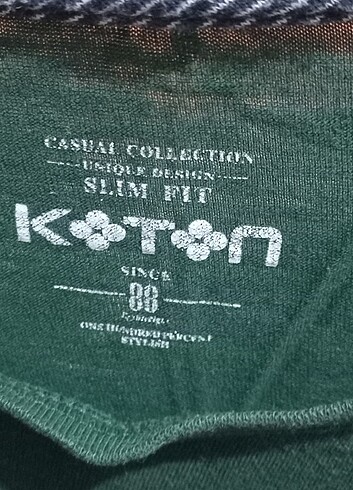 CASUAL COLLECTION
UNIQUE DESIGN
SLIM FIT
KOTON
SINCE
88
ONE HUNDRED PERCENT
STYLISH